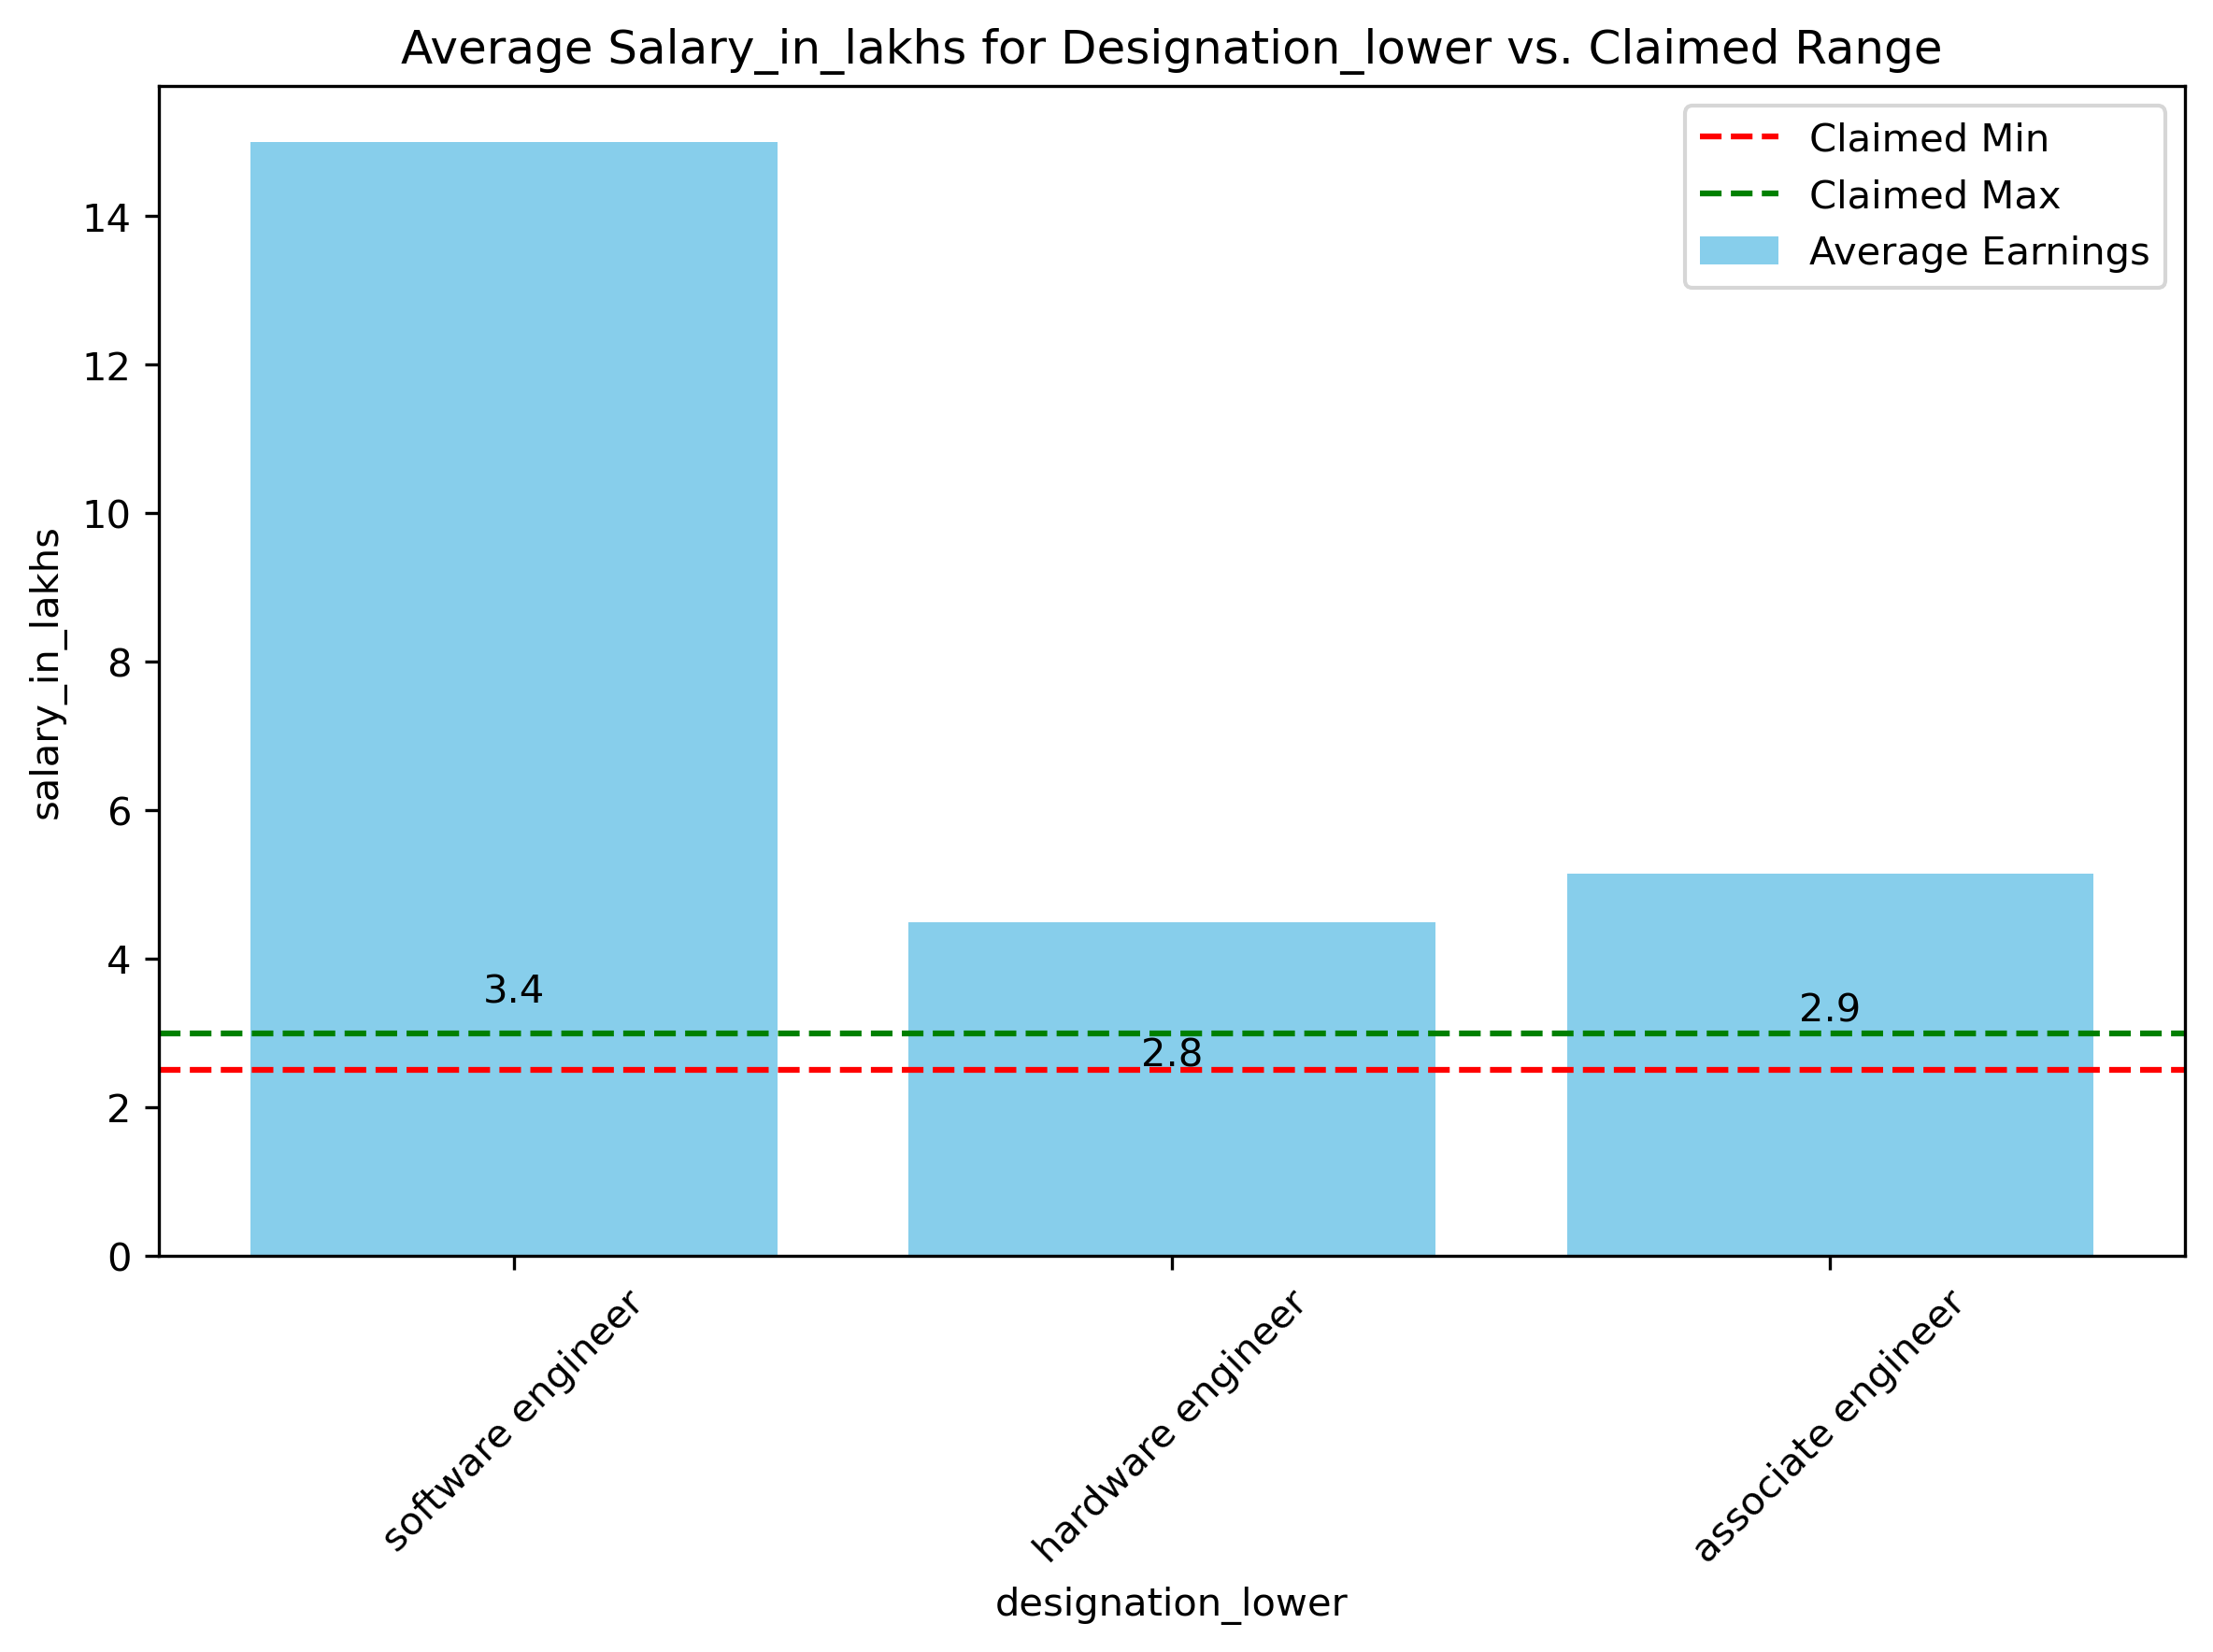 Average Salary_in_lakhs for Designation_lower vs. Claimed Range
Claimed Min
Claimed Max
Average Earnings
salary_in_lakhs
14
12
10
8
6
4
2
0
3.4
2.8
2.9
software engineer
hardware engineer
associate engineer
designation_lower